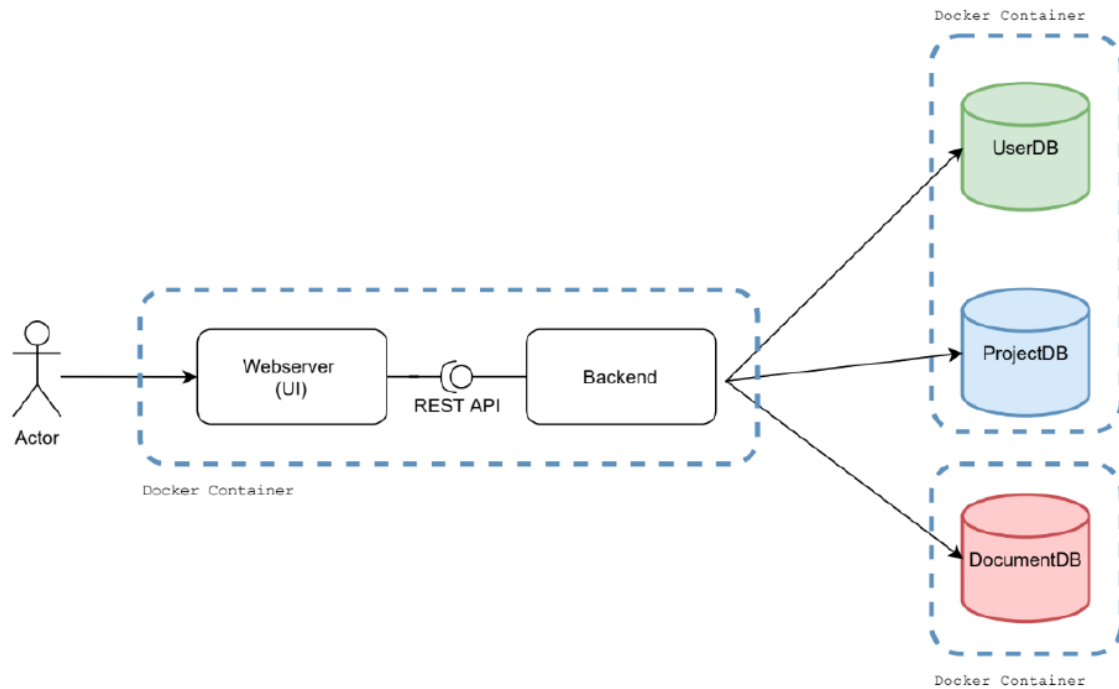 Docker Container
UserDB
ProjectDB
Webserver
(UI)
REST API
Backend
Actor
Docker Container
DocumentDB
Docker Container